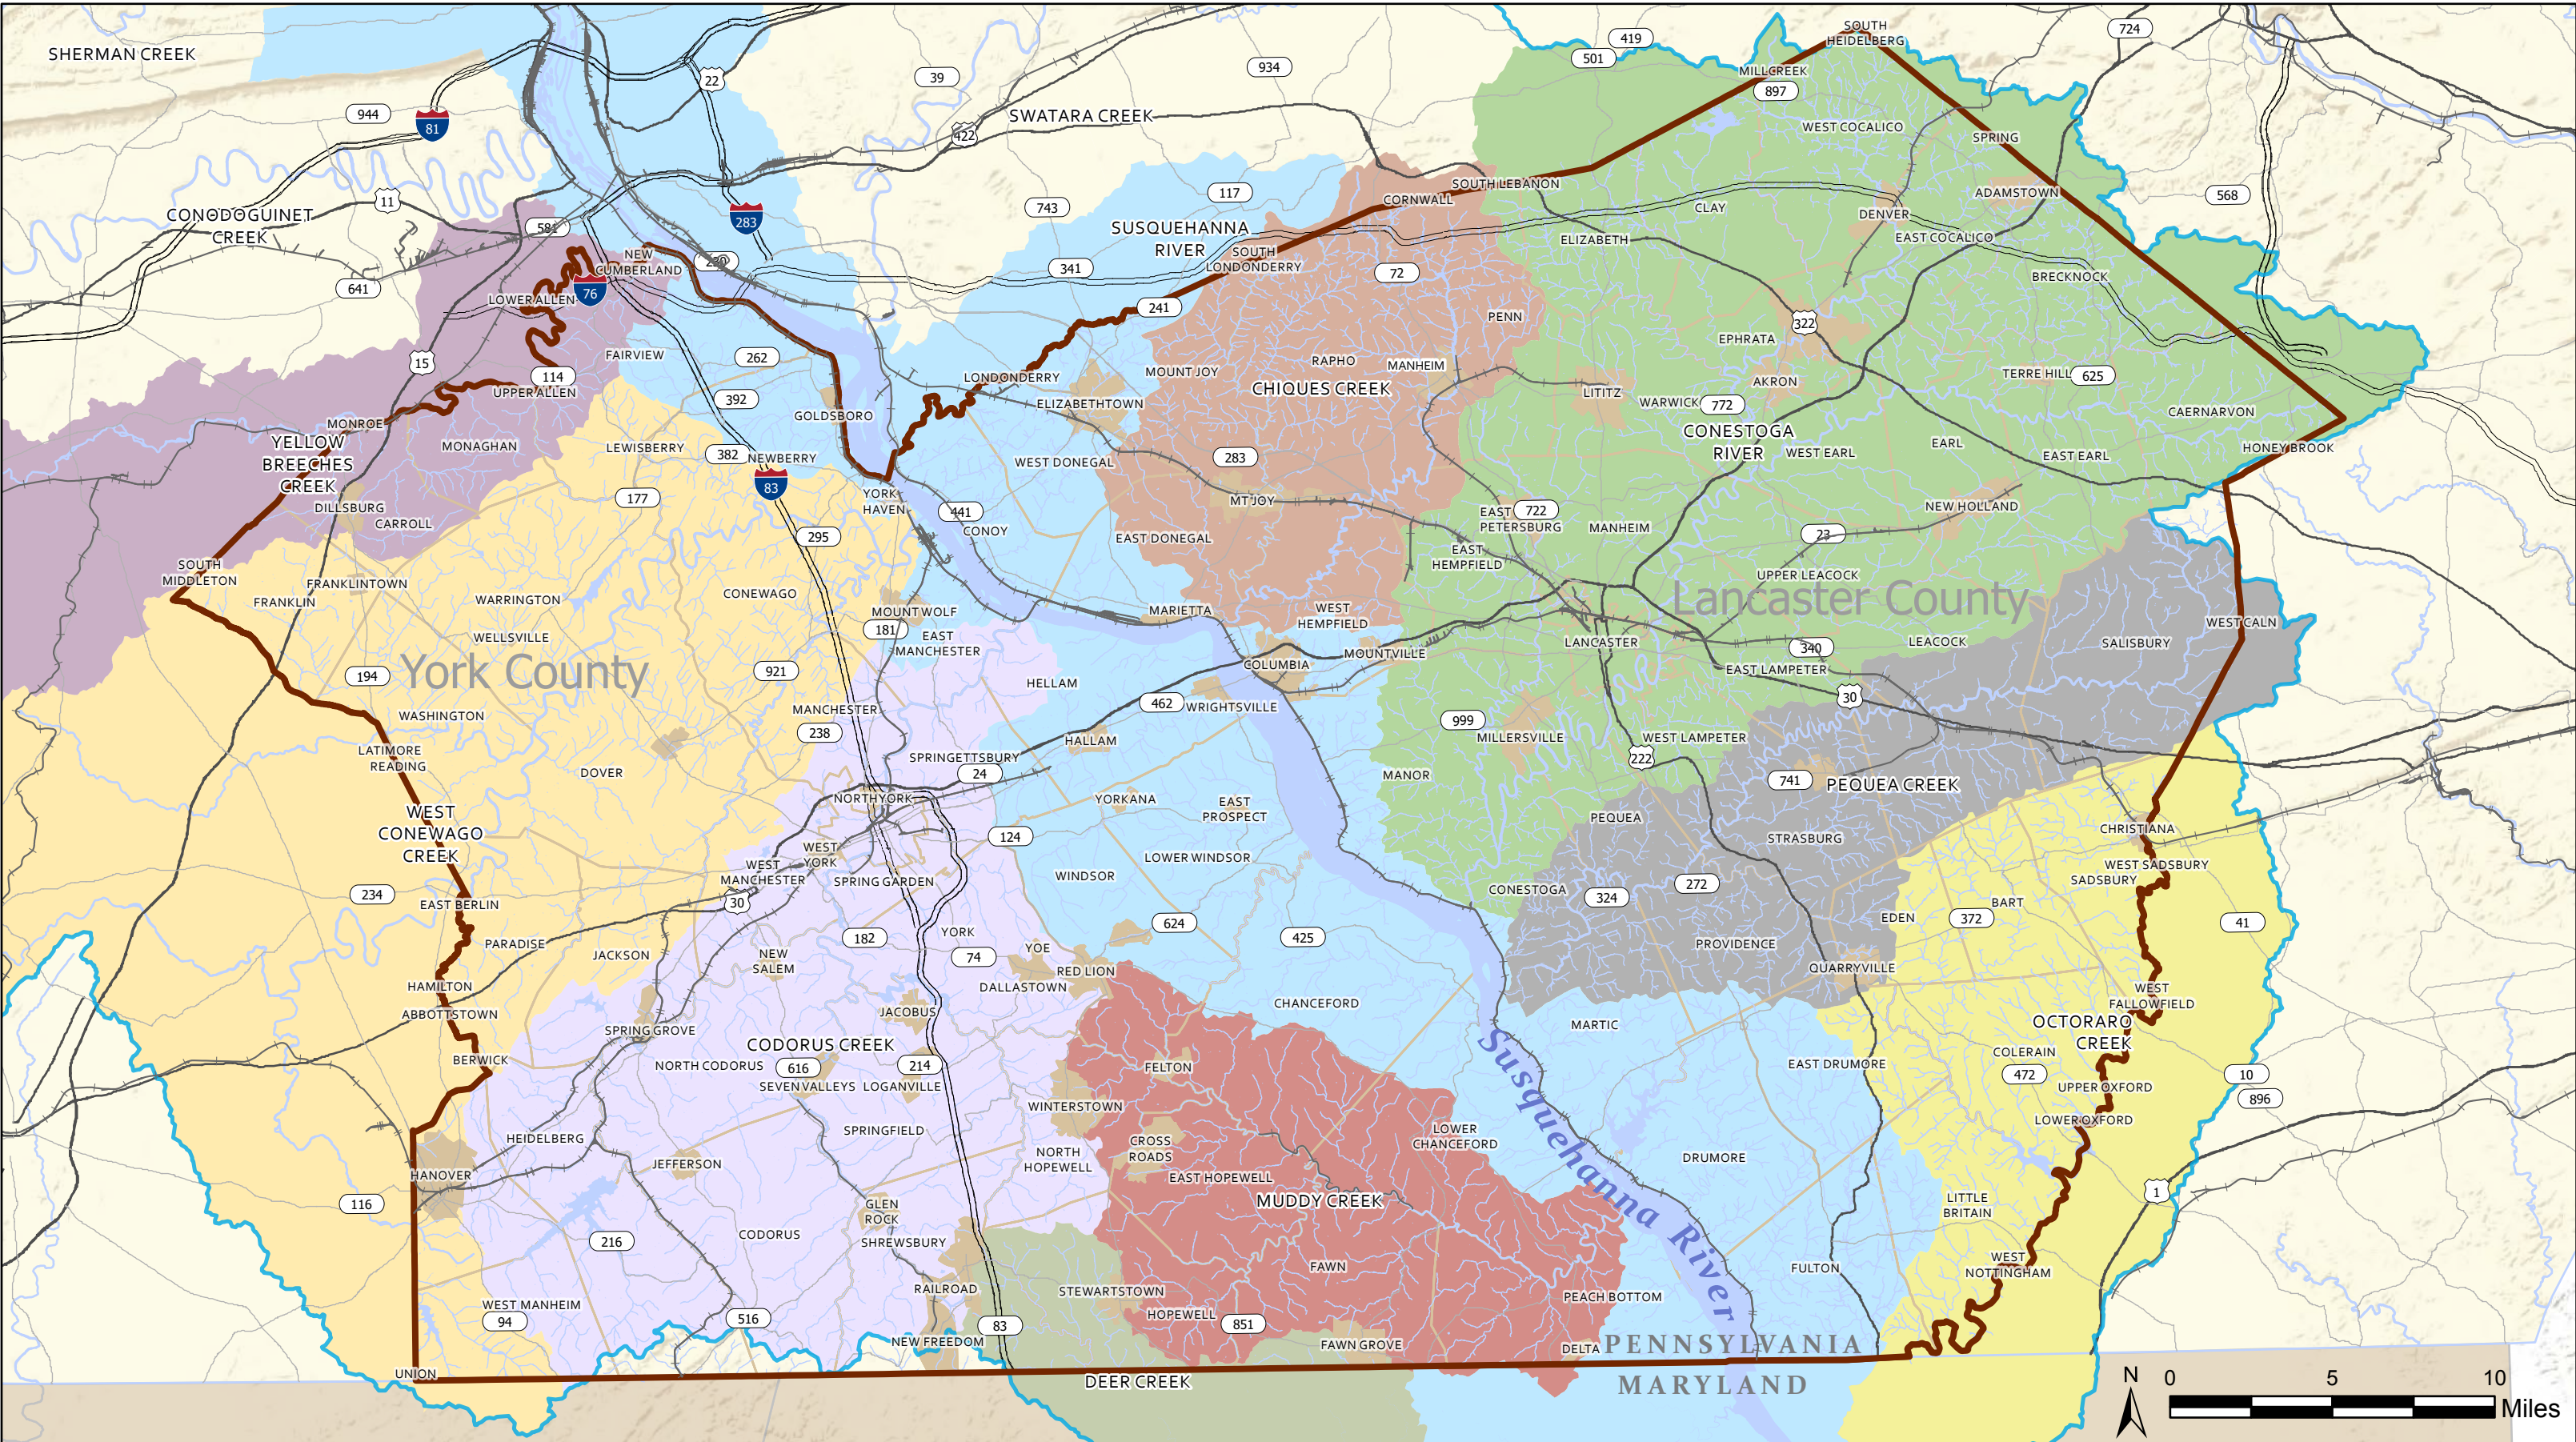 SHERMAN CREEK
944
81
22
39
934
419
501
SOUTH
HEIDELBERG
724
MILLCREEK
897
SWATARA CREEK
422
WEST COCALICO
SPRING
CONODOGUINET
CREEK
11
581
283
743
117
SUSQUEHANNA
RIVER
CORNWALL
SOUTH LEBANON
CLAY
DENVER
ADAMSTOWN
568
641
NEW
CUMBERLAND
76
LOWER ALLEN
341
SOUTH
LONDONDERRY
72
ELIZABETH
EAST COCALICO
BRECKNOCK
241
15
FAIRVIEW
262
PENN
322
EPHRATA
114
UPPER ALLEN
392
LONDONDERRY
MOUNT JOY
RAPHO
MANHEIM
CHIQUES CREEK
ELIZABETHTOWN
LITITZ
WARWICK
772
AKRON
TERRE HILL
625
CAERNARVON
GOLDSBORO
MONROE
YELLOW
BREECHES
CREEK
MONAGHAN
LEWISBERRY
382
NEWBERRY
83
WEST DONEGAL
283
CONESTOGA
RIVER
WEST EARL
EARL
EAST EARL
HONEY BROOK
DILLSBURG
CARROLL
177
YORK
HAVEN
441
CONOY
MT JOY
EAST
PETERSBURG
722
MANHEIM
NEW HOLLAND
295
EAST DONEGAL
EAST
HEMPFIELD
23
UPPER LEACOCK
SOUTH
MIDDLETON
FRANKLINTOWN
FRANKLIN
WARRINGTON
CONEWAGO
MOUNT WOLF
MARIETTA
WEST
HEMPFIELD
Lancaster County
WELLSVILLE
181
EAST
MANCHESTER
COLUMBIA
MOUNTVILLE
LANCASTER
340
LEACOCK
SALISBURY
WEST CALN
York County
194
921
HELLAM
EAST LAMPETER
30
WASHINGTON
MANCHESTER
238
462
WRIGHTSVILLE
999
MILLERSVILLE
WEST LAMPETER
222
LATIMORE
READING
DOVER
SPRINGETTSBURY
24
HALLAM
MANOR
741
PEQUEA CREEK
WEST
CONEWAGO
CREEK
NORTH YORK
YORKANA
EAST
PROSPECT
PEQUEA
STRASBURG
CHRISTIANA
124
WEST
YORK
WEST
MANCHESTER
SPRING GARDEN
LOWER WINDSOR
WINDSOR
CONESTOGA
324
272
WEST SADSBURY
SADSBURY
234
EAST BERLIN
30
BART
EDEN
372
41
PARADISE
JACKSON
182
YORK
74
YOE
624
425
PROVIDENCE
NEW
SALEM
RED LION
DALLASTOWN
QUARRYVILLE
HAMILTON
ABBOTTSTOWN
JACOBUS
CHANCEFORD
MARTIC
WEST
FALLOWFIELD
SPRING GROVE
CODORUS CREEK
OCTORARO
CREEK
BERWICK
NORTH CODORUS
616
214
SEVEN VALLEYS
LOGANVILLE
FELTON
EAST DRUMORE
COLERAIN
472
UPPER OXFORD
10
896
WINTERSTOWN
LOWER OXFORD
HEIDELBERG
SPRINGFIELD
CROSS
ROADS
LOWER
CHANCEFORD
HANOVER
JEFFERSON
NORTH
HOPEWELL
EAST HOPEWELL
DRUMORE
116
GLEN
ROCK
MUDDY CREEK
Susquehanna River
LITTLE
BRITAIN
1
216
CODORUS
SHREWSBURY
FAWN
FULTON
WEST
NOTTINGHAM
RAILROAD
STEWARTSTOWN
PEACH BOTTOM
WEST MANHEIM
94
516
NEW FREEDOM
83
HOPEWELL
851
FAWN GROVE
DELTA
PENNSYLVANIA
UNION
DEER CREEK
MARYLAND
N
0 5 10
Miles